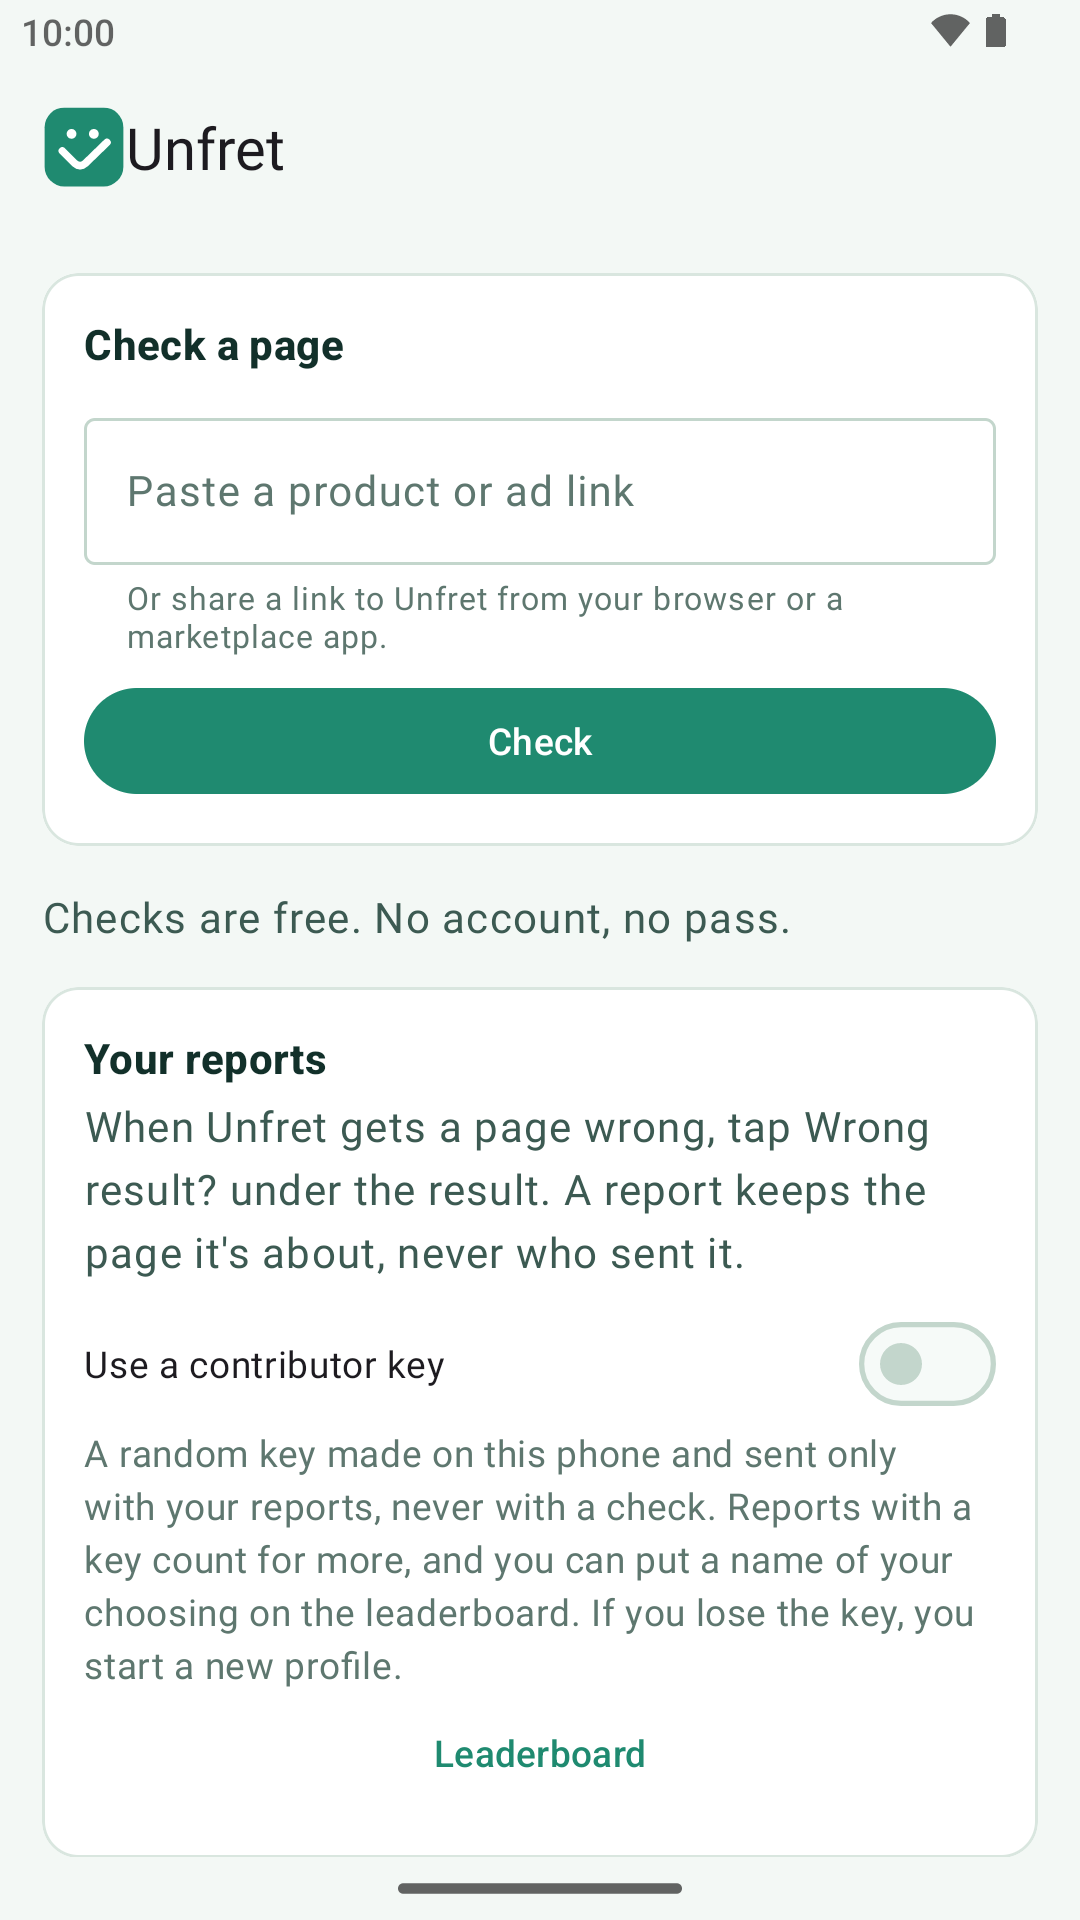 10:00
Unfret
Check a page
Paste a product or ad link
Or share a link to Unfret from your browser or a
marketplace app.
Check
Checks are free. No account, no pass.
Your reports
When Unfret gets a page wrong, tap Wrong
result? under the result. A report keeps the
page it's about, never who sent it.
Use a contributor key
A random key made on this phone and sent only
with your reports, never with a check. Reports with a
key count for more, and you can put a name of your
choosing on the leaderboard. If you lose the key, you
start a new profile.
Leaderboard